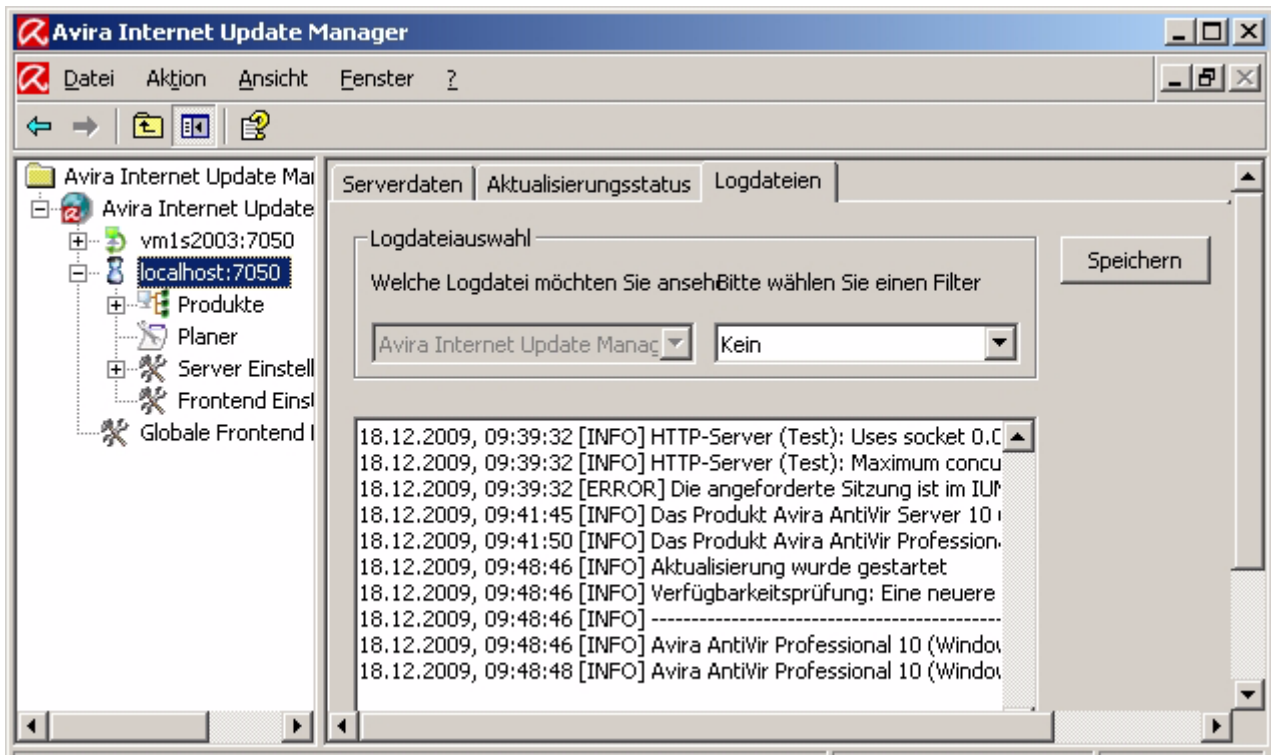 Avira Internet Update Manager
Datei Aktion Ansicht Fenster ?
Avira Internet Update Mai
Avira Internet Update
vm1s2003:7050
localhost:7050
Produkte
Planer
Server Einstell
Frontend Einst
Globale Frontend I
Serverdaten Aktualisierungsstatus Logdateien
Logdateiauswahl
Welche Logdatei möchten Sie anseh Bitte wählen Sie einen Filter
Avira Internet Update Manag Kein
Speichern
18.12.2009, 09:39:32 [INFO] HTTP-Server (Test): Uses socket 0.0
18.12.2009, 09:39:32 [INFO] HTTP-Server (Test): Maximum concu
18.12.2009, 09:39:32 [ERROR] Die angeforderte Sitzung ist im IUM
18.12.2009, 09:41:45 [INFO] Das Produkt Avira AntiVir Server 10
18.12.2009, 09:41:50 [INFO] Das Produkt Avira AntiVir Profession
18.12.2009, 09:48:46 [INFO] Aktualisierung wurde gestartet
18.12.2009, 09:48:46 [INFO] Verfügbarkeitsprüfung: Eine neuere
18.12.2009, 09:48:46 [INFO] -------------------------------------------
18.12.2009, 09:48:46 [INFO] Avira AntiVir Professional 10 (Window
18.12.2009, 09:48:48 [INFO] Avira AntiVir Professional 10 (Window